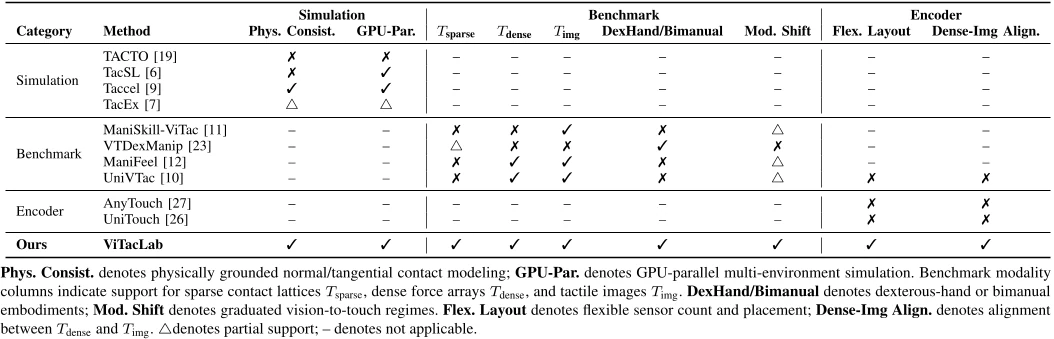 Simulation Benchmark Encoder
Category Method Phys. Consist. GPU-Par. Tsparse Tdense Timg DexHand/Bimanual Mod. Shift Flex. Layout Dense-Img Align.
TACTO [19] ✗ ✗ – – – – – – –
Simulation TacSL [6] ✗ ✓ – – – – – – –
Taccel [9] ✓ ✓ – – – – – – –
TacEx [7] △ △ – – – – – – –
ManiSkill-ViTac [11] – – ✗ ✗ ✓ ✗ △ – –
Benchmark VTDexManip [23] – – △ ✗ ✗ ✓ ✗ – –
ManiFeel [12] – – ✗ ✓ ✓ ✗ △ – –
UniVTac [10] – – ✗ ✓ ✓ ✗ △ ✗ ✗
Encoder AnyTouch [27] – – – – – – – ✗ ✗
UniTouch [26] – – – – – – – ✗ ✗
Ours ViTacLab ✓ ✓ ✓ ✓ ✓ ✓ ✓ ✓ ✓
Phys. Consist. denotes physically grounded normal/tangential contact modeling; GPU-Par. denotes GPU-parallel multi-environment simulation. Benchmark modality
columns indicate support for sparse contact lattices Tsparse, dense force arrays Tdense, and tactile images Timg. DexHand/Bimanual denotes dexterous-hand or bimanual
embodiments; Mod. Shift denotes graduated vision-to-touch regimes. Flex. Layout denotes flexible sensor count and placement; Dense-Img Align. denotes alignment
between Tdense and Timg. △denotes partial support; – denotes not applicable.